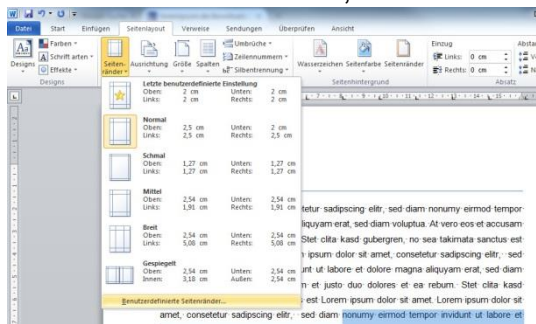 Datei Start Einfügen Seitenlayout Verweise Sendungen Überprüfen Ansicht
Designs
Farben
Schriftarten
Effekte
Designs
Seitenränder
Ausrichtung
Größe
Spalten
Umbrüche
Zeilennummern
Silbentrennung
Wasserzeichen
Seitenfarbe
Seitenränder
Seitenhintergrund
Einzug
Links: 0 cm
Rechts: 0 cm
Absatz
Letzte benutzerdefinierte Einstellung
Oben: 2 cm Unten: 2 cm
Links: 2 cm Rechts: 2 cm
Normal
Oben: 2,5 cm Unten: 2 cm
Links: 2,5 cm Rechts: 2,5 cm
Schmal
Oben: 1,27 cm Unten: 1,27 cm
Links: 1,27 cm Rechts: 1,27 cm
Mittel
Oben: 2,54 cm Unten: 2,54 cm
Links: 1,91 cm Rechts: 1,91 cm
Breit
Oben: 2,54 cm Unten: 2,54 cm
Links: 5,08 cm Rechts: 5,08 cm
Gespiegelt
Oben: 2,54 cm Unten: 2,54 cm
Innen: 3,18 cm Außen: 2,54 cm
Benutzerdefinierte Seitenränder...
tetur sadipscing elitr, sed diam nonumy eirmod tempor
liquyam erat, sed diam voluptua. At vero eos et accusam
Stet clita kasd gubergren, no sea takimata sanctus est
ipsum dolor sit amet, consetetur sadipscing elitr, sed
unt ut labore et dolore magna aliquyam erat, sed diam
et justo duo dolores et ea rebum. Stet clita kasd
est Lorem ipsum dolor sit amet. Lorem ipsum dolor sit
amet, consetetur sadipscing elitr, sed diam nonumy eirmod tempor invidunt ut labore et